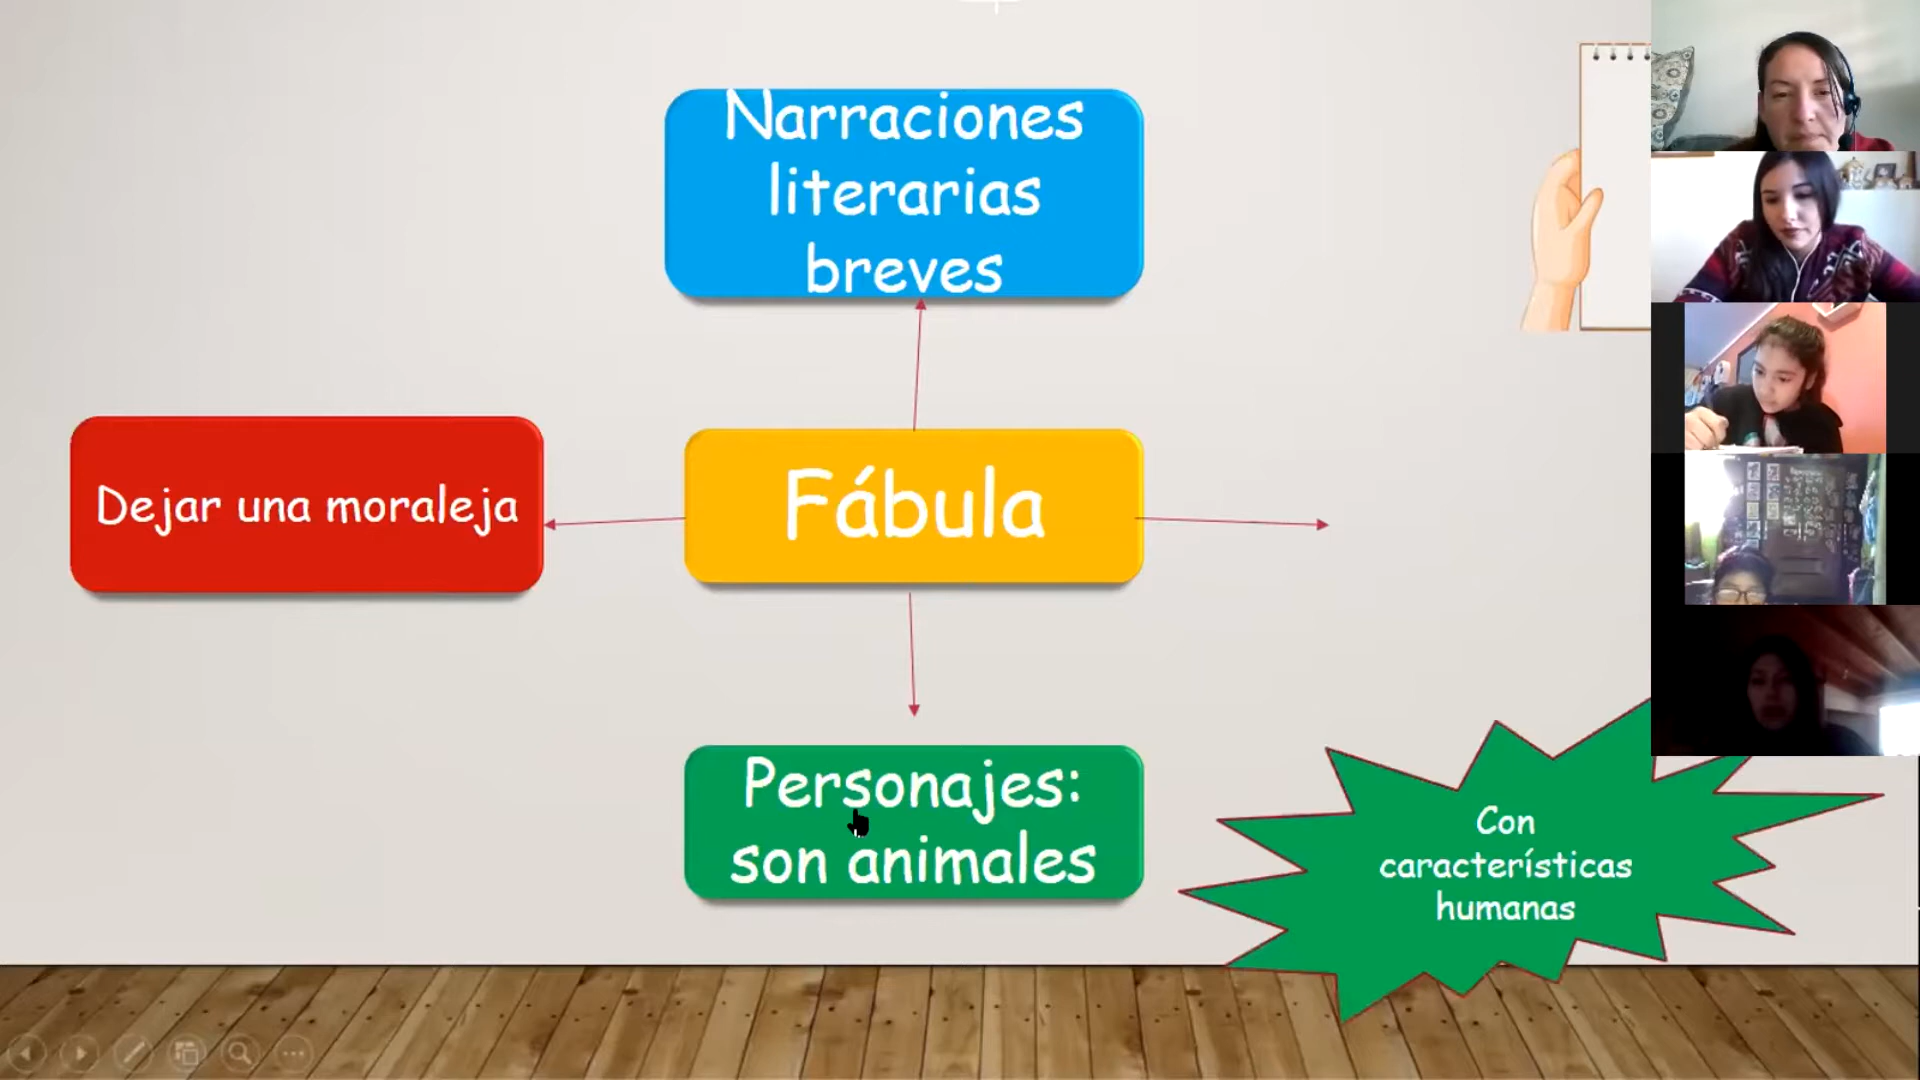 Narraciones
literarias
breves
Dejar una moraleja
Fábula
Personajes:
son animales
Con
características
humanas